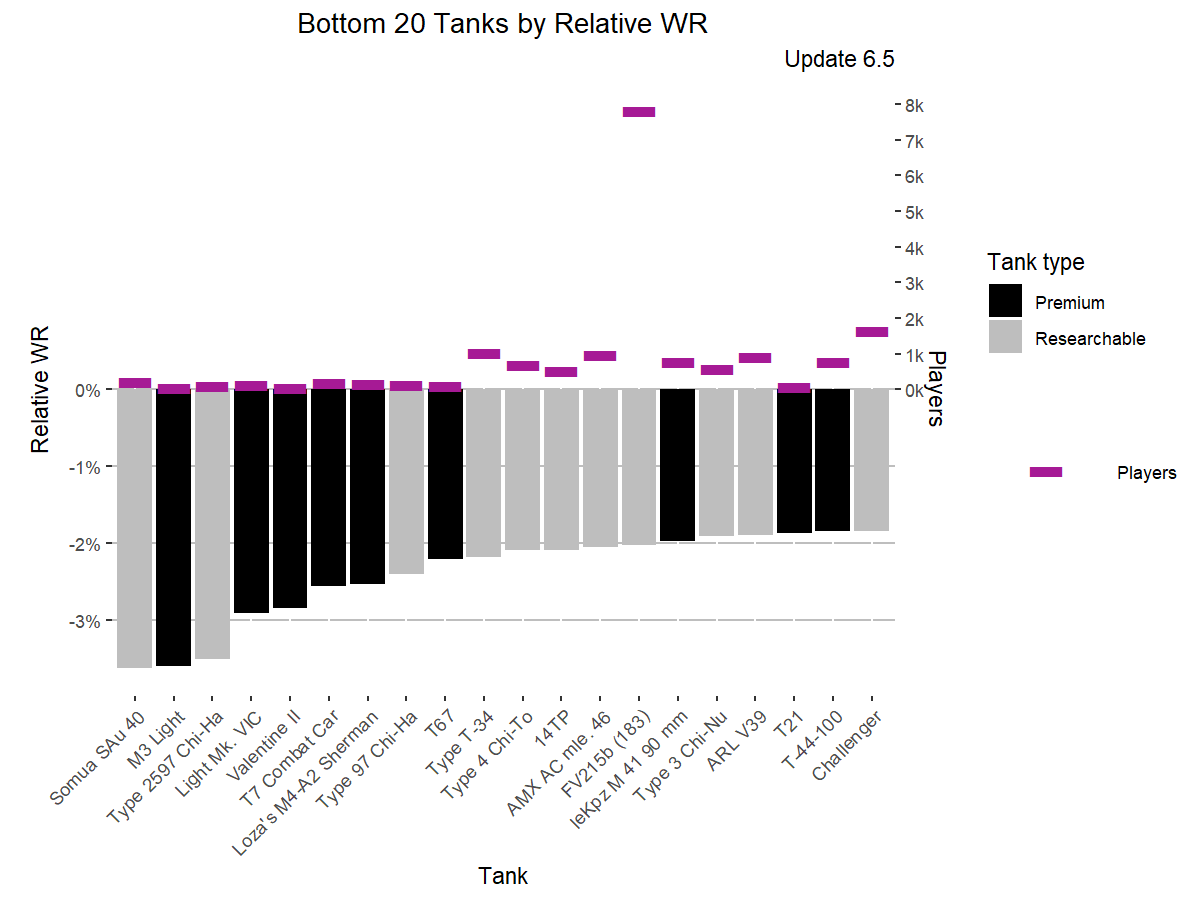 Bottom 20 Tanks by Relative WR
Update 6.5
Relative WR
0%
-1%
-2%
-3%
8k
7k
6k
5k
4k
3k
2k
1k
0k
Players
Tank type
Premium
Researchable
Players
Somua SAu 40
M3 Light
Type 2597 Chi-Ha
Light Mk. VIC
Valentine II
T7 Combat Car
Loza's M4-A2 Sherman
Type 97 Chi-Ha
T67
Type T-34
Type 4 Chi-To
14TP
AMX AC mle. 46
FV215b (183)
leKpz M 41 90 mm
Type 3 Chi-Nu
ARL V39
T21
T-44-100
Challenger
Tank